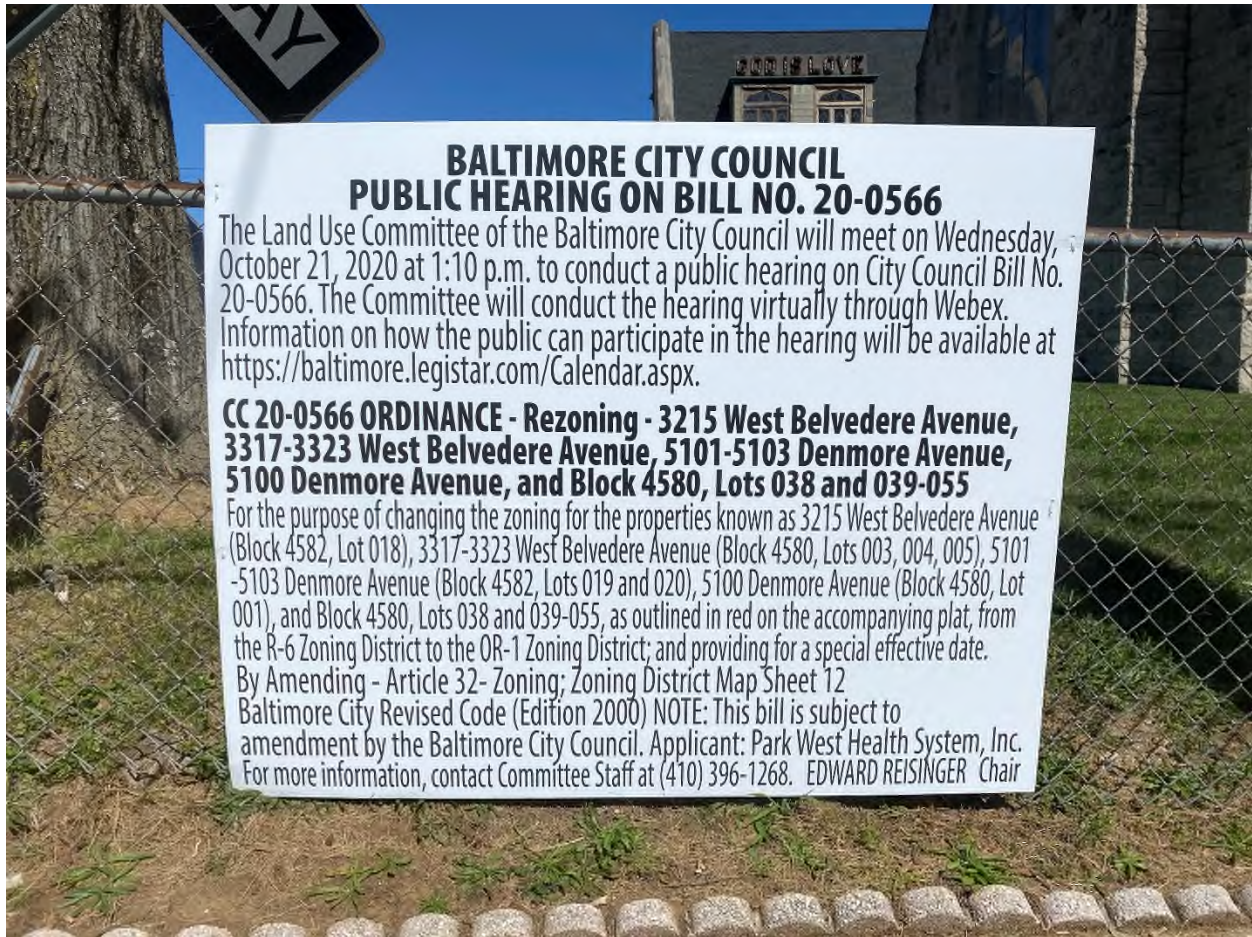 AY
GOD IS LOVE
BALTIMORE CITY COUNCIL
PUBLIC HEARING ON BILL NO. 20-0566
The Land Use Committee of the Baltimore City Council will meet on Wednesday,
October 21, 2020 at 1:10 p.m. to conduct a public hearing on City Council Bill No.
20-0566. The Committee will conduct the hearing virtually through Webex.
Information on how the public can participate in the hearing will be available at
https://baltimore.legistar.com/Calendar.aspx.
CC 20-0566 ORDINANCE - Rezoning - 3215 West Belvedere Avenue,
3317-3323 West Belvedere Avenue, 5101-5103 Denmore Avenue,
5100 Denmore Avenue, and Block 4580, Lots 038 and 039-055
For the purpose of changing the zoning for the properties known as 3215 West Belvedere Avenue
(Block 4582, Lot 018), 3317-3323 West Belvedere Avenue (Block 4580, Lots 003, 004, 005), 5101
-5103 Denmore Avenue (Block 4582, Lots 019 and 020), 5100 Denmore Avenue (Block 4580, Lot
001), and Block 4580, Lots 038 and 039-055, as outlined in red on the accompanying plat, from
the R-6 Zoning District to the OR-1 Zoning District; and providing for a special effective date.
By Amending - Article 32- Zoning; Zoning District Map Sheet 12
Baltimore City Revised Code (Edition 2000) NOTE: This bill is subject to
amendment by the Baltimore City Council. Applicant: Park West Health System, Inc.
For more information, contact Committee Staff at (410) 396-1268. EDWARD REISINGER Chair